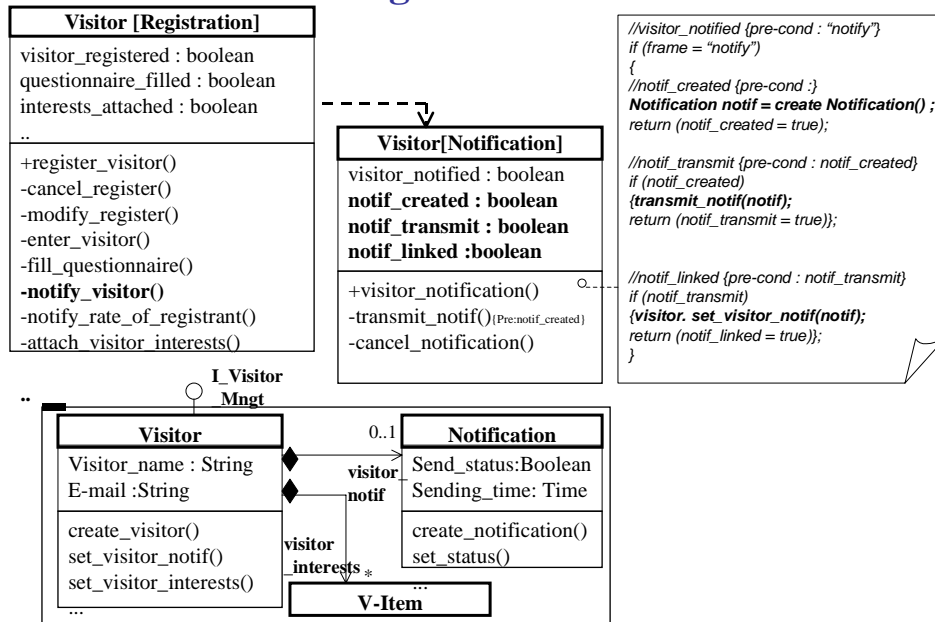 Visitor [Registration]
visitor_registered : boolean
questionnaire_filled : boolean
interests_attached : boolean
..
+register_visitor()
-cancel_register()
-modify_register()
-enter_visitor()
-fill_questionnaire()
-notify_visitor()
-notify_rate_of_registrant()
-attach_visitor_interests()
Visitor[Notification]
visitor_notified : boolean
notif_created : boolean
notif_transmit : boolean
notif_linked :boolean
+visitor_notification()
-transmit_notif(){Pre:notif_created}
-cancel_notification()
//visitor_notified {pre-cond : “notify”}
if (frame = “notify”)
{
//notif_created {pre-cond :}
Notification notif = create Notification() ;
return (notif_created = true);
//notif_transmit {pre-cond : notif_created}
if (notif_created)
{transmit_notif(notif);
return (notif_transmit = true)};
//notif_linked {pre-cond : notif_transmit}
if (notif_transmit)
{visitor. set_visitor_notif(notif);
return (notif_linked = true)};
}
..
I_Visitor
_Mngt
Visitor
Visitor_name : String
E-mail :String
create_visitor()
set_visitor_notif()
set_visitor_interests()
...
0..1
visitor_
notif
visitor
_interests
*
Notification
Send_status:Boolean
Sending_time: Time
create_notification()
set_status()
...
V-Item